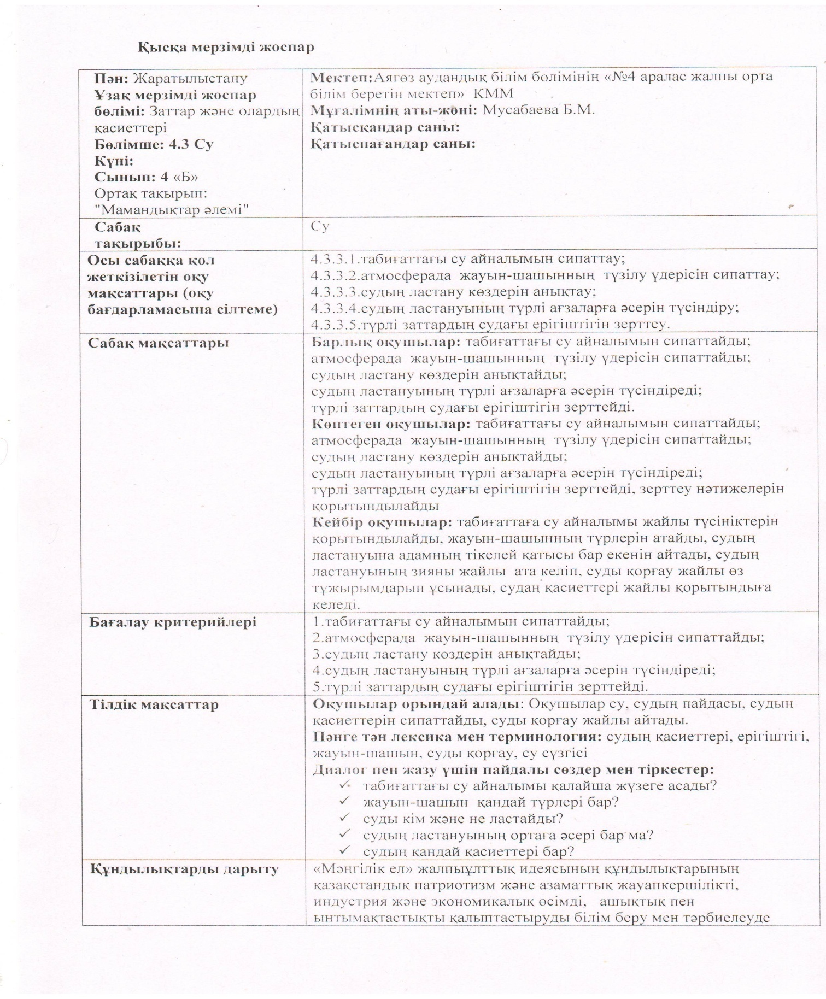 Қысқа мерзімді жоспар
Пән: Жаратылыстану
Ұзақ мерзімді жоспар
бөлімі: Заттар және олардың
қасиеттері
Бөлімше: 4.3 Су
Күні:
Сынып: 4 «Б»
Ортақ тақырып:
"Мамандықтар әлемі"
Мектеп:Аягөз аудандық білім бөлімінің «№4 аралас жалпы орта
білім беретін мектеп» КММ
Мұғалімнің аты-жөні: Мусабаева Б.М.
Қатысқандар саны:
Қатыспағандар саны:
Сабақ
тақырыбы:
Су
Осы сабаққа қол
жеткізілетін оқу
мақсаттары (оқу
бағдарламасына сілтеме)
4.3.3.1.табиғаттағы су айналымын сипаттау;
4.3.3.2.атмосферада жауын-шашынның түзілу үдерісін сипаттау;
4.3.3.3.судың ластану көздерін анықтау;
4.3.3.4.судың ластануының түрлі ағзаларға әсерін түсіндіру;
4.3.3.5.түрлі заттардың судағы ерігіштігін зерттеу.
Сабақ мақсаттары
Барлық оқушылар: табиғаттағы су айналымын сипаттайды;
атмосферада жауын-шашынның түзілу үдерісін сипаттайды;
судың ластану көздерін анықтайды;
судың ластануының түрлі ағзаларға әсерін түсіндіреді;
түрлі заттардың судағы ерігіштігін зерттейді.
Көптеген оқушылар: табиғаттағы су айналымын сипаттайды;
атмосферада жауын-шашынның түзілу үдерісін сипаттайды;
судың ластану көздерін анықтайды;
судың ластануының түрлі ағзаларға әсерін түсіндіреді;
түрлі заттардың судағы ерігіштігін зерттейді, зерттеу нәтижелерін
қорытындылайды
Кейбір оқушылар: табиғаттаға су айналымы жайлы түсініктерін
қорытындылайды, жауын-шашынның түрлерін атайды, судың
ластануына адамның тікелей қатысы бар екенін айтады, судың
ластануының зияны жайлы ата келіп, суды қорғау жайлы өз
тұжырымдарын ұсынады, судаң қасиеттері жайлы қорытындыға
келеді.
Бағалау критерийлері
1.табиғаттағы су айналымын сипаттайды;
2.атмосферада жауын-шашынның түзілу үдерісін сипаттайды;
3.судың ластану көздерін анықтайды;
4.судың ластануының түрлі ағзаларға әсерін түсіндіреді;
5.түрлі заттардың судағы ерігіштігін зерттейді.
Тілдік мақсаттар
Оқушылар орындай алады: Оқушылар су, судың пайдасы, судың
қасиеттерін сипаттайды, суды қорғау жайлы айтады.
Пәнге тән лексика мен терминология: судың қасиеттері, ерігіштігі,
жауын-шашын, суды қорғау, су сүзгісі
Диалог пен жазу үшін пайдалы сөздер мен тіркестер:
✓ табиғаттағы су айналымы қалайша жүзеге асады?
✓ жауын-шашын қандай түрлері бар?
✓ суды кім және не ластайды?
✓ судың ластануының ортаға әсері бар ма?
✓ судың қандай қасиеттері бар?
Құндылықтарды дарыту
«Мәңгілік ел» жалпыұлттық идеясының құндылықтарының
қазақстандық патриотизм және азаматтық жауапкершілікті,
индустрия және экономикалық өсімді, ашықтық пен
ынтымақтастықты қалыптастыруды білім беру мен тәрбиелеуде